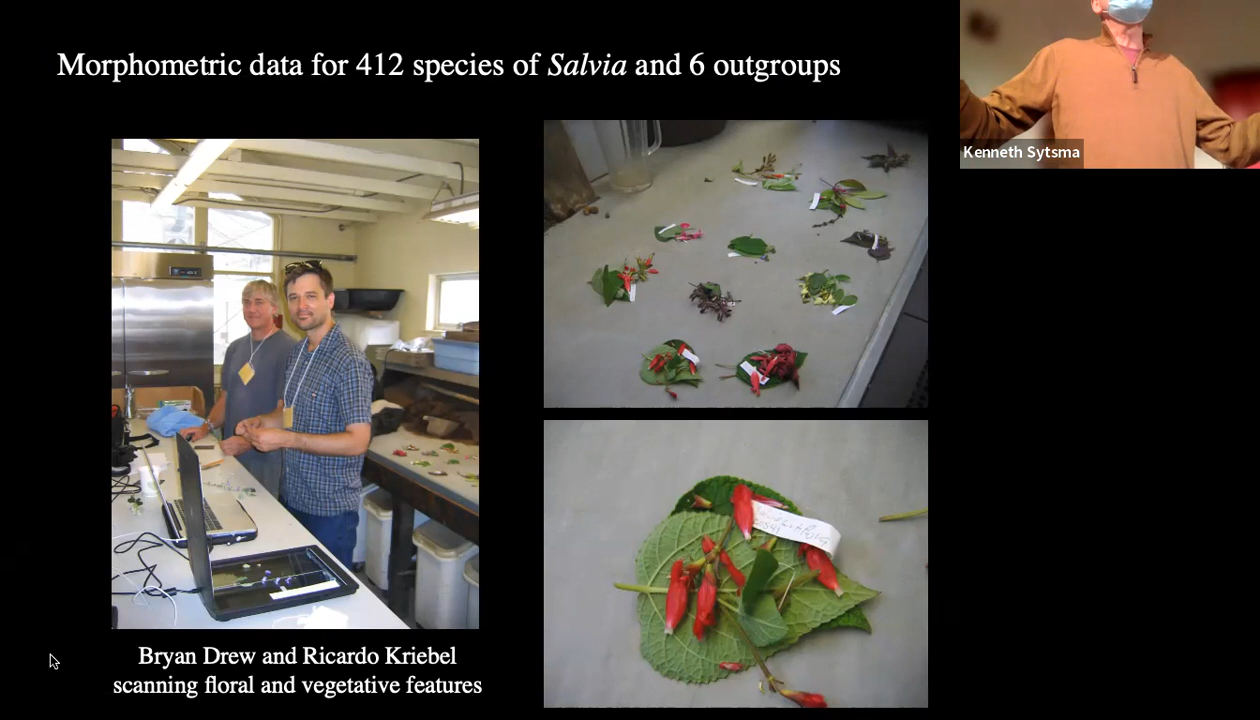 Morphometric data for 412 species of Salvia and 6 outgroups
Kenneth Sytsma
Bryan Drew and Ricardo Kriebel
scanning floral and vegetative features